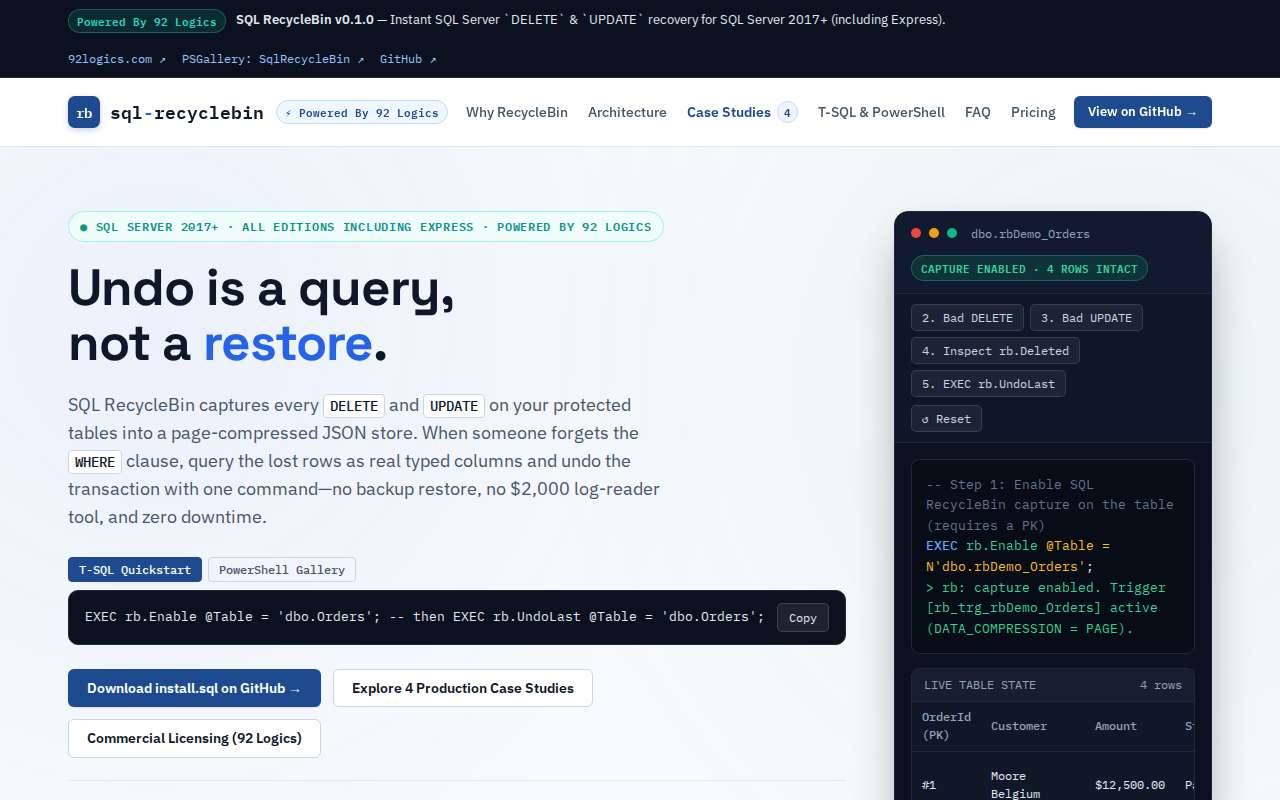 Powered By 92 Logics SQL RecycleBin v0.1.0 — Instant SQL Server `DELETE` & `UPDATE` recovery for SQL Server 2017+ (including Express).
92logics.com ↗ PSGallery: SqlRecycleBin ↗ GitHub ↗
rb sql-recyclebin ⚡ Powered By 92 Logics Why RecycleBin Architecture Case Studies 4 T-SQL & PowerShell FAQ Pricing View on GitHub →
● SQL SERVER 2017+ · ALL EDITIONS INCLUDING EXPRESS · POWERED BY 92 LOGICS
Undo is a query,
not a restore.
SQL RecycleBin captures every DELETE and UPDATE on your protected
tables into a page-compressed JSON store. When someone forgets the
WHERE clause, query the lost rows as real typed columns and undo the
transaction with one command—no backup restore, no $2,000 log-reader
tool, and zero downtime.
T-SQL Quickstart PowerShell Gallery
EXEC rb.Enable @Table = 'dbo.Orders'; -- then EXEC rb.UndoLast @Table = 'dbo.Orders'; Copy
Download install.sql on GitHub → Explore 4 Production Case Studies
Commercial Licensing (92 Logics)
dbo.rbDemo_Orders
CAPTURE ENABLED · 4 ROWS INTACT
2. Bad DELETE 3. Bad UPDATE
4. Inspect rb.Deleted
5. EXEC rb.UndoLast
↺ Reset
-- Step 1: Enable SQL
RecycleBin capture on the table
(requires a PK)
EXEC rb.Enable @Table =
N'dbo.rbDemo_Orders';
> rb: capture enabled. Trigger
[rb_trg_rbDemo_Orders] active
(DATA_COMPRESSION = PAGE).
LIVE TABLE STATE 4 rows
OrderId (PK) Customer Amount
#1 Moore Belgium $12,500.00